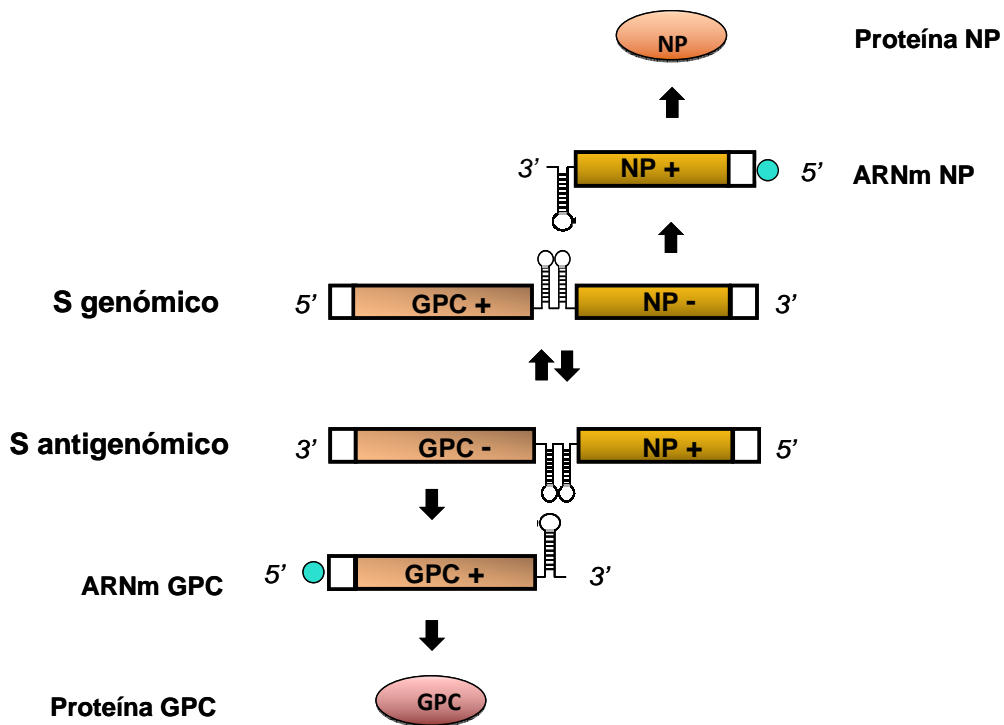 NP
Proteína NP
3’ NP + 5’ ARNm NP
S genómico 5’ GPC + NP - 3’
S antigenómico 3’ GPC - NP + 5’
ARNm GPC 5’ GPC + 3’
Proteína GPC GPC